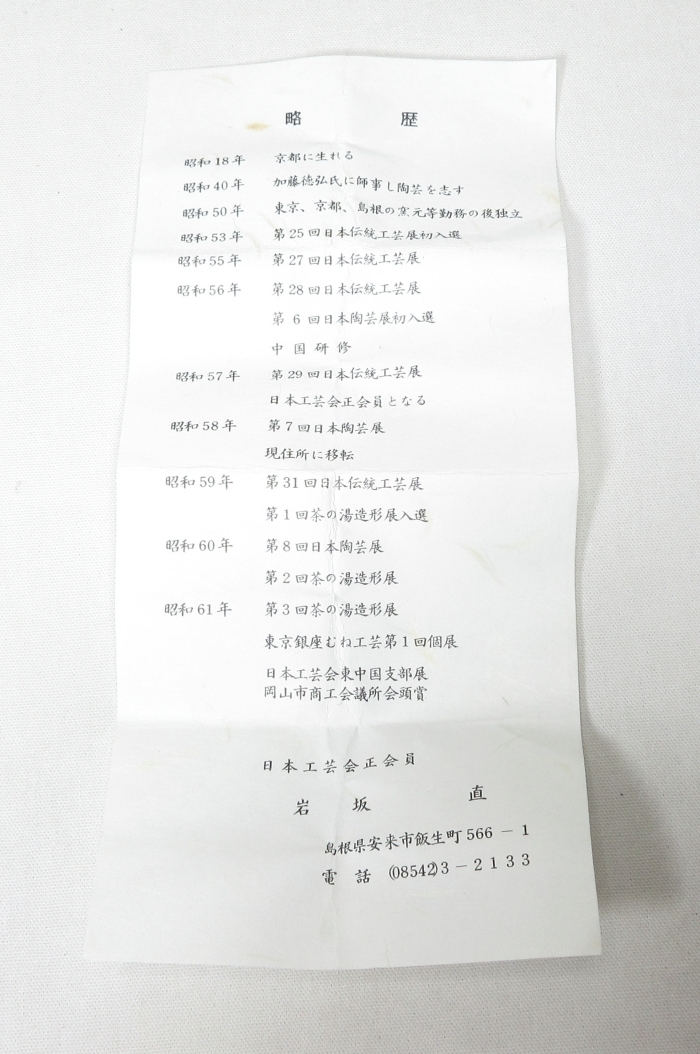 略歴
昭和18年 京都に生れる
昭和40年 加藤徳弘氏に師事し陶芸を志す
昭和50年 東京、京都、島根の窯元等勤務の後独立
昭和53年 第25回日本伝統工芸展初入選
昭和55年 第27回日本伝統工芸展
昭和56年 第28回日本伝統工芸展
第6回日本陶芸展初入選
中国研修
昭和57年 第29回日本伝統工芸展
日本工芸会正会員となる
昭和58年 第7回日本陶芸展
現住所に移転
昭和59年 第31回日本伝統工芸展
第1回茶の湯造形展入選
昭和60年 第8回日本陶芸展
第2回茶の湯造形展
昭和61年 第3回茶の湯造形展
東京銀座むね工芸第1回個展
日本工芸会東中国支部展
岡山市商工会議所会頭賞
日本工芸会正会員
岩坂直
島根県安来市飯生町566-1
電話 (08542)3-2133